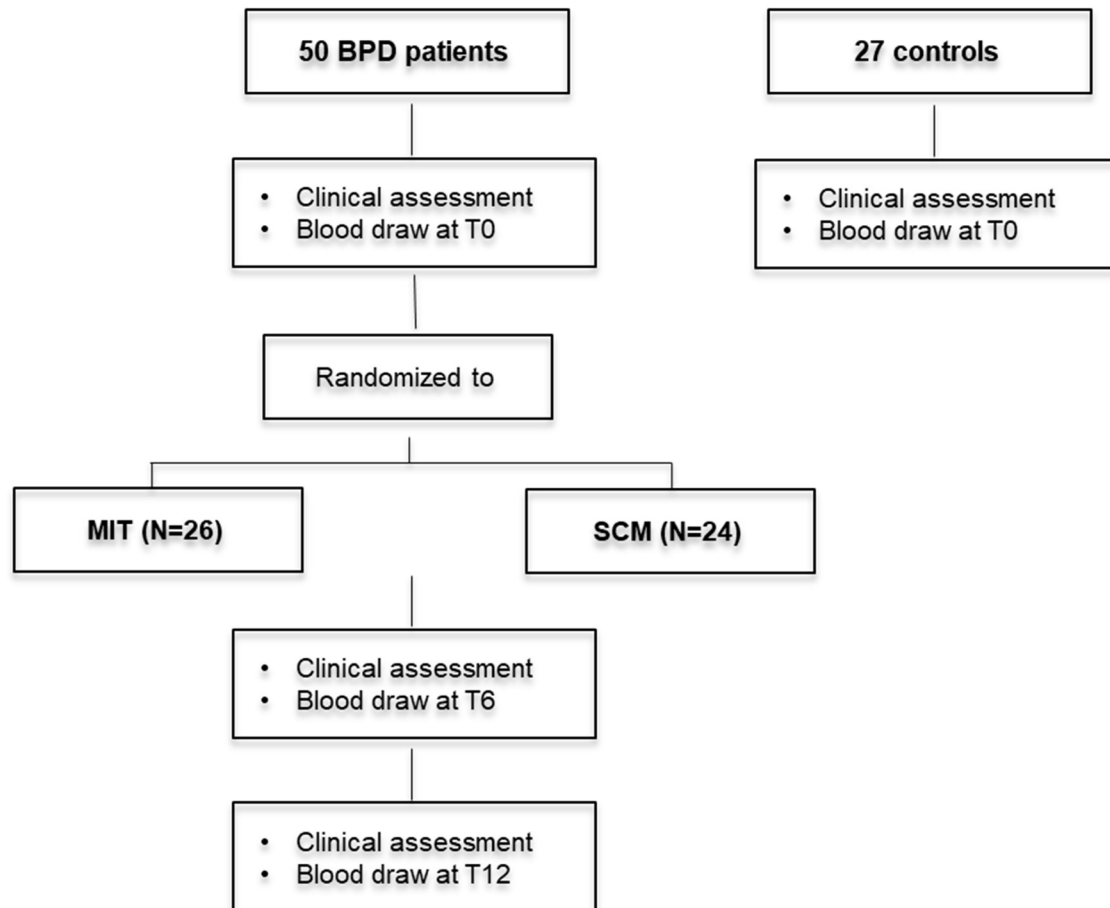 50 BPD patients
27 controls
• Clinical assessment
• Blood draw at T0
• Clinical assessment
• Blood draw at T0
Randomized to
MIT (N=26)
SCM (N=24)
• Clinical assessment
• Blood draw at T6
• Clinical assessment
• Blood draw at T12